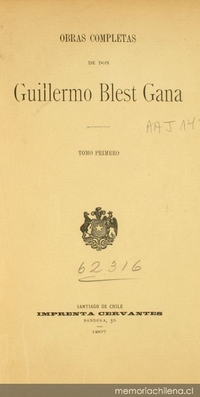 OBRAS COMPLETAS
DE DON
Guillermo Blest Gana
AAJ
TOMO PRIMERO
62316
SANTIAGO DE CHILE
IMPRENTA CERVANTES
BANDERA, 50
1907
memoriachilena.cl